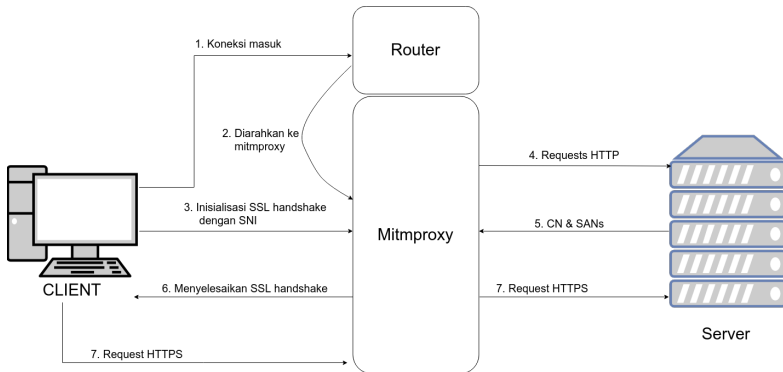 1. Koneksi masuk
Router
2. Diarahkan ke
mitmproxy
4. Requests HTTP
3. Inisialisasi SSL handshake
dengan SNI
Mitmproxy
5. CN & SANs
CLIENT
6. Menyelesaikan SSL handshake
7. Request HTTPS
Server
7. Request HTTPS